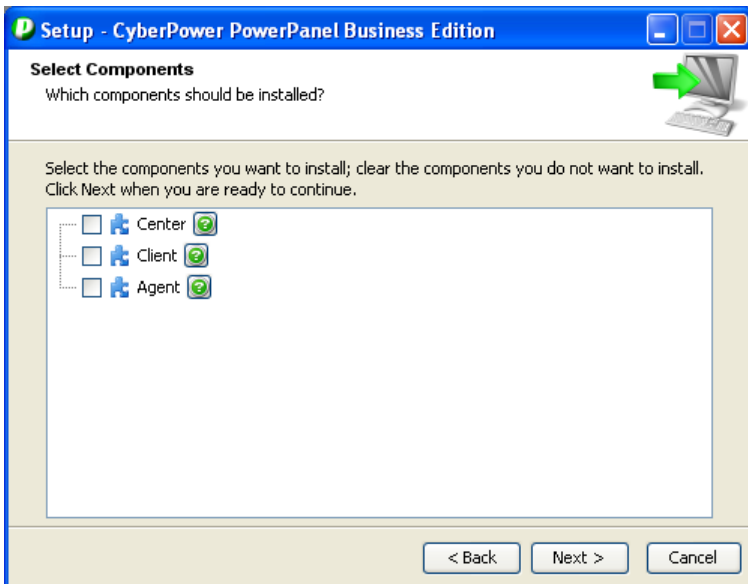 Setup - CyberPower PowerPanel Business Edition
Select Components
Which components should be installed?
Select the components you want to install; clear the components you do not want to install.
Click Next when you are ready to continue.
Center
Client
Agent
< Back Next > Cancel